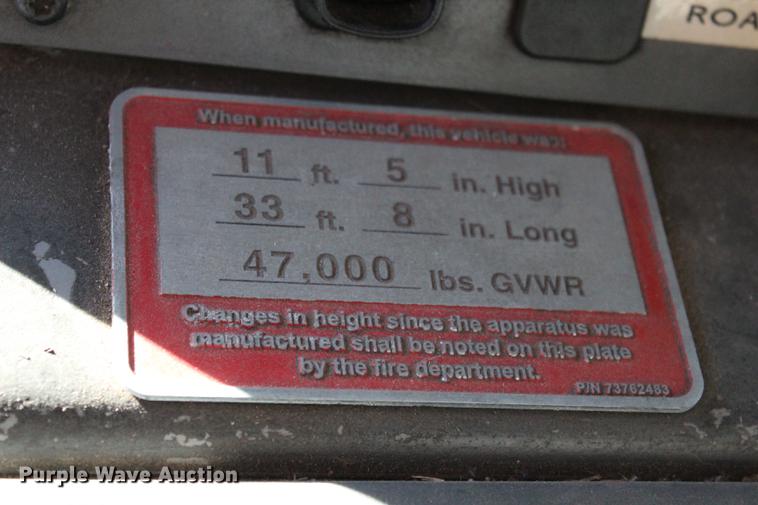 ROA
When manufactured, this vehicle was:
11 ft. 5 in. High
33 ft. 8 in. Long
47,000 lbs. GVWR
Changes in height since the apparatus was
manufactured shall be noted on this plate
by the fire department.
P/N 73762483
Purple Wave Auction